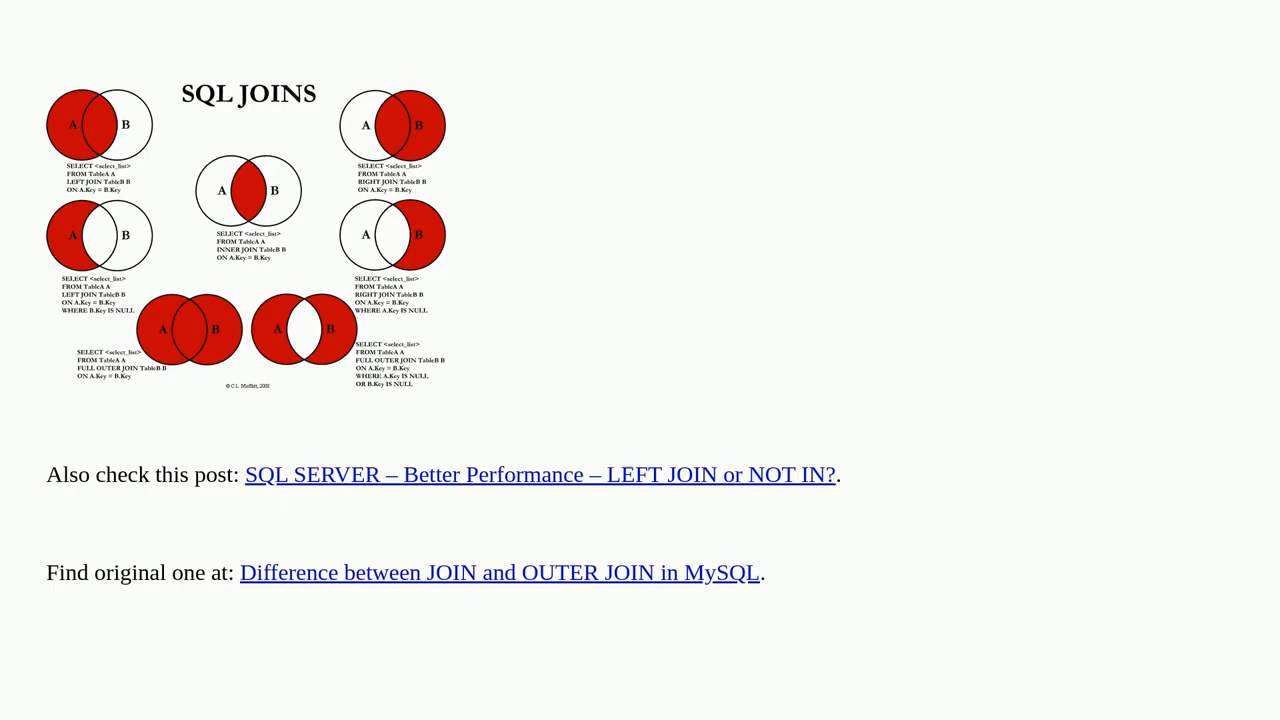 SQL JOINS
A B
SELECT <select_list>
FROM TableA A
LEFT JOIN TableB B
ON A.Key = B.Key
A B
SELECT <select_list>
FROM TableA A
RIGHT JOIN TableB B
ON A.Key = B.Key
A B
SELECT <select_list>
FROM TableA A
INNER JOIN TableB B
ON A.Key = B.Key
A B
SELECT <select_list>
FROM TableA A
LEFT JOIN TableB B
ON A.Key = B.Key
WHERE B.Key IS NULL
A B
SELECT <select_list>
FROM TableA A
RIGHT JOIN TableB B
ON A.Key = B.Key
WHERE A.Key IS NULL
A B
SELECT <select_list>
FROM TableA A
FULL OUTER JOIN TableB B
ON A.Key = B.Key
A B
SELECT <select_list>
FROM TableA A
FULL OUTER JOIN TableB B
ON A.Key = B.Key
WHERE A.Key IS NULL
OR B.Key IS NULL
© C.L. Moffatt, 2008
Also check this post: SQL SERVER – Better Performance – LEFT JOIN or NOT IN?.
Find original one at: Difference between JOIN and OUTER JOIN in MySQL.